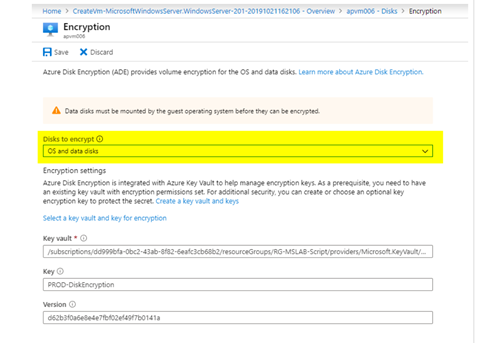 Home > CreateVm-MicrosoftWindowsServer.WindowsServer-201-20191021162106 - Overview > apvm006 - Disks > Encryption
Encryption
apvm006
Save
Discard
Azure Disk Encryption (ADE) provides volume encryption for the OS and data disks. Learn more about Azure Disk Encryption.
Data disks must be mounted by the guest operating system before they can be encrypted.
Disks to encrypt
OS and data disks
Encryption settings
Azure Disk Encryption is integrated with Azure Key Vault to help manage encryption keys. As a prerequisite, you need to have
an existing key vault with encryption permissions set. For additional security, you can create or choose an optional key
encryption key to protect the secret. Create a key vault and keys
Select a key vault and key for encryption
Key vault *
/subscriptions/dd999bfa-0bc2-43ab-8f82-6eafc3cb68b2/resourceGroups/RG-MSLAB-Script/providers/Microsoft.KeyVault/...
Key
PROD-DiskEncryption
Version
d62b3f0a6e8e4e7fbf02ef49f7b0141a